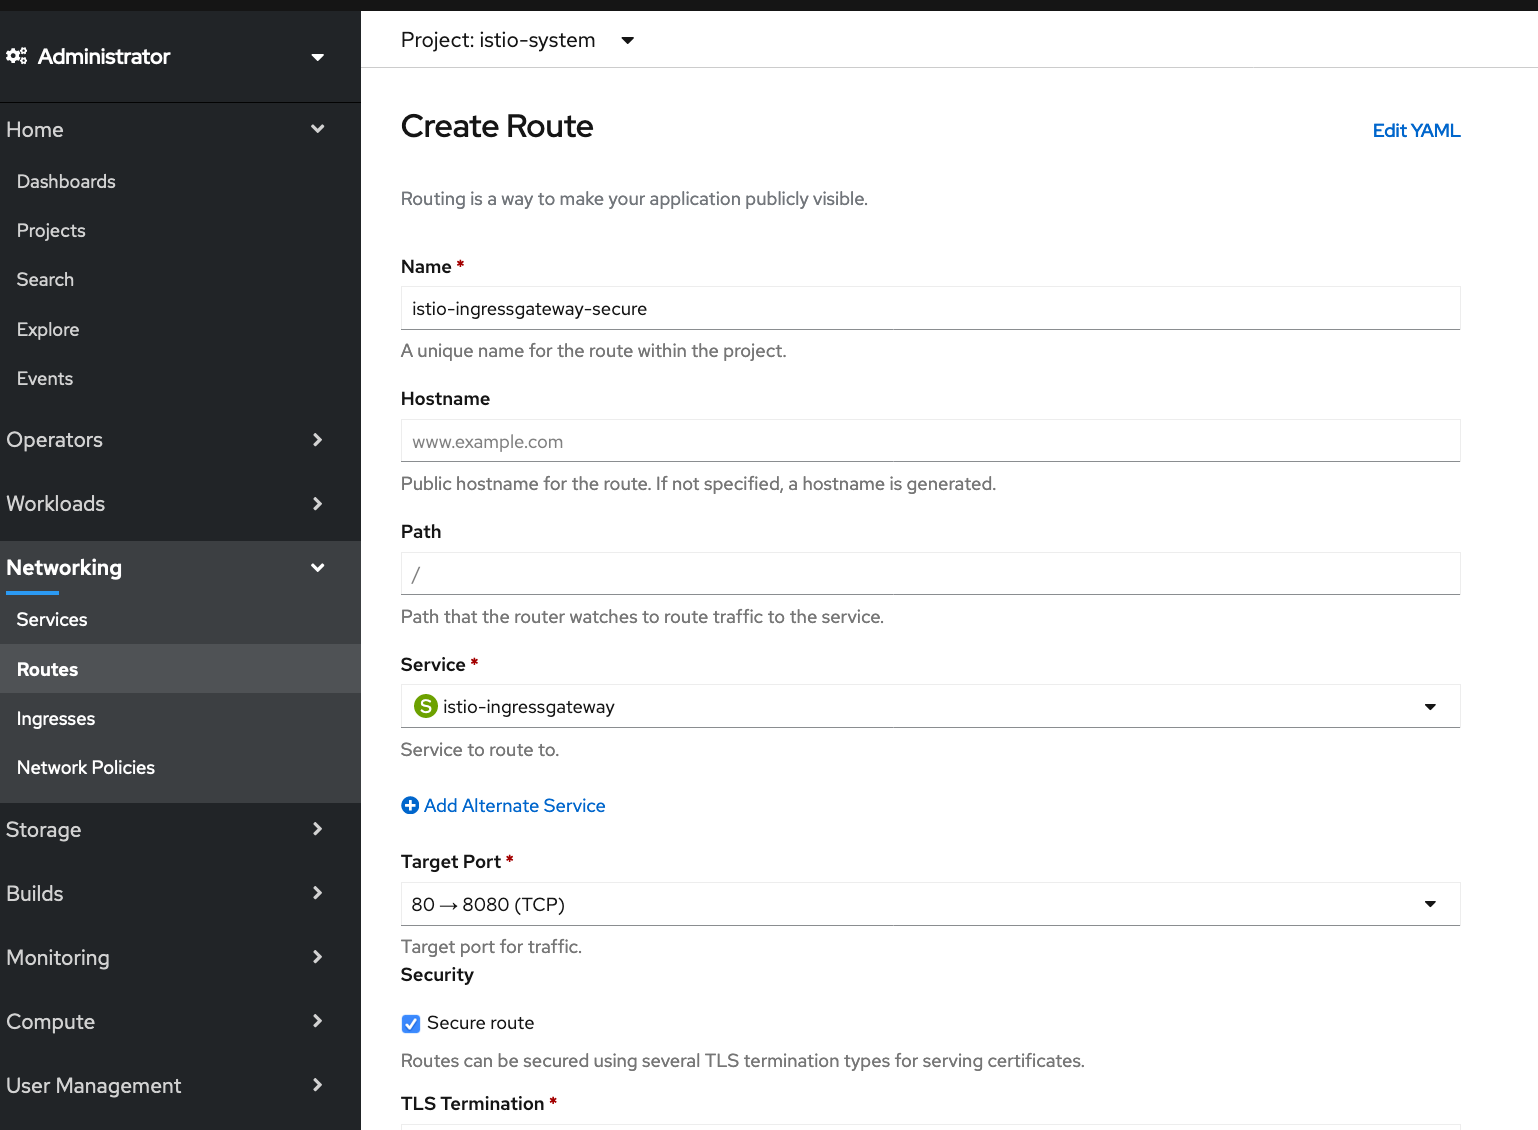 Administrator
Home
Dashboards
Projects
Search
Explore
Events
Operators
Workloads
Networking
Services
Routes
Ingresses
Network Policies
Storage
Builds
Monitoring
Compute
User Management
Project: istio-system
Create Route
Edit YAML
Routing is a way to make your application publicly visible.
Name *
istio-ingressgateway-secure
A unique name for the route within the project.
Hostname
www.example.com
Public hostname for the route. If not specified, a hostname is generated.
Path
/
Path that the router watches to route traffic to the service.
Service *
S istio-ingressgateway
Service to route to.
Add Alternate Service
Target Port *
80 → 8080 (TCP)
Target port for traffic.
Security
Secure route
Routes can be secured using several TLS termination types for serving certificates.
TLS Termination *